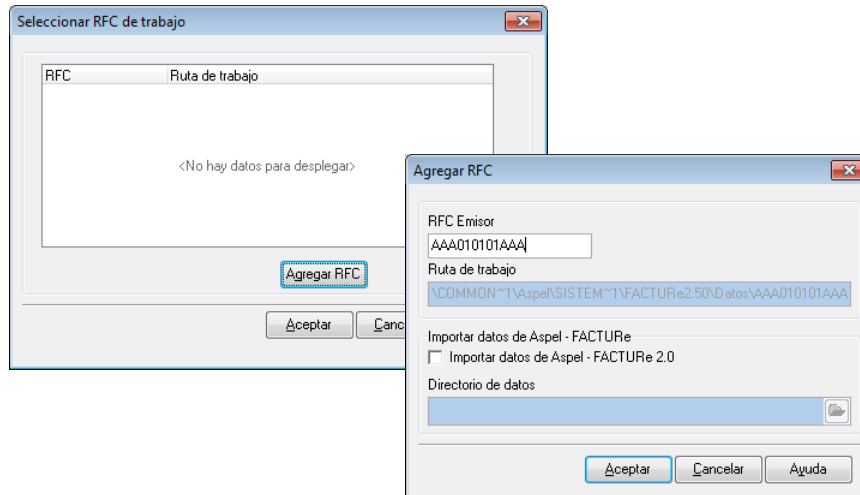 Seleccionar RFC de trabajo
RFC Ruta de trabajo
<No hay datos para desplegar>
Agregar RFC
Aceptar Canc
Agregar RFC
RFC Emisor
AAA010101AAA
Ruta de trabajo
\COMMON~1\Aspel\SISTEM~1\FACTURe2.50\Datos\AAA010101AAA
Importar datos de Aspel - FACTURe
Importar datos de Aspel - FACTURe 2.0
Directorio de datos
Aceptar Cancelar Ayuda